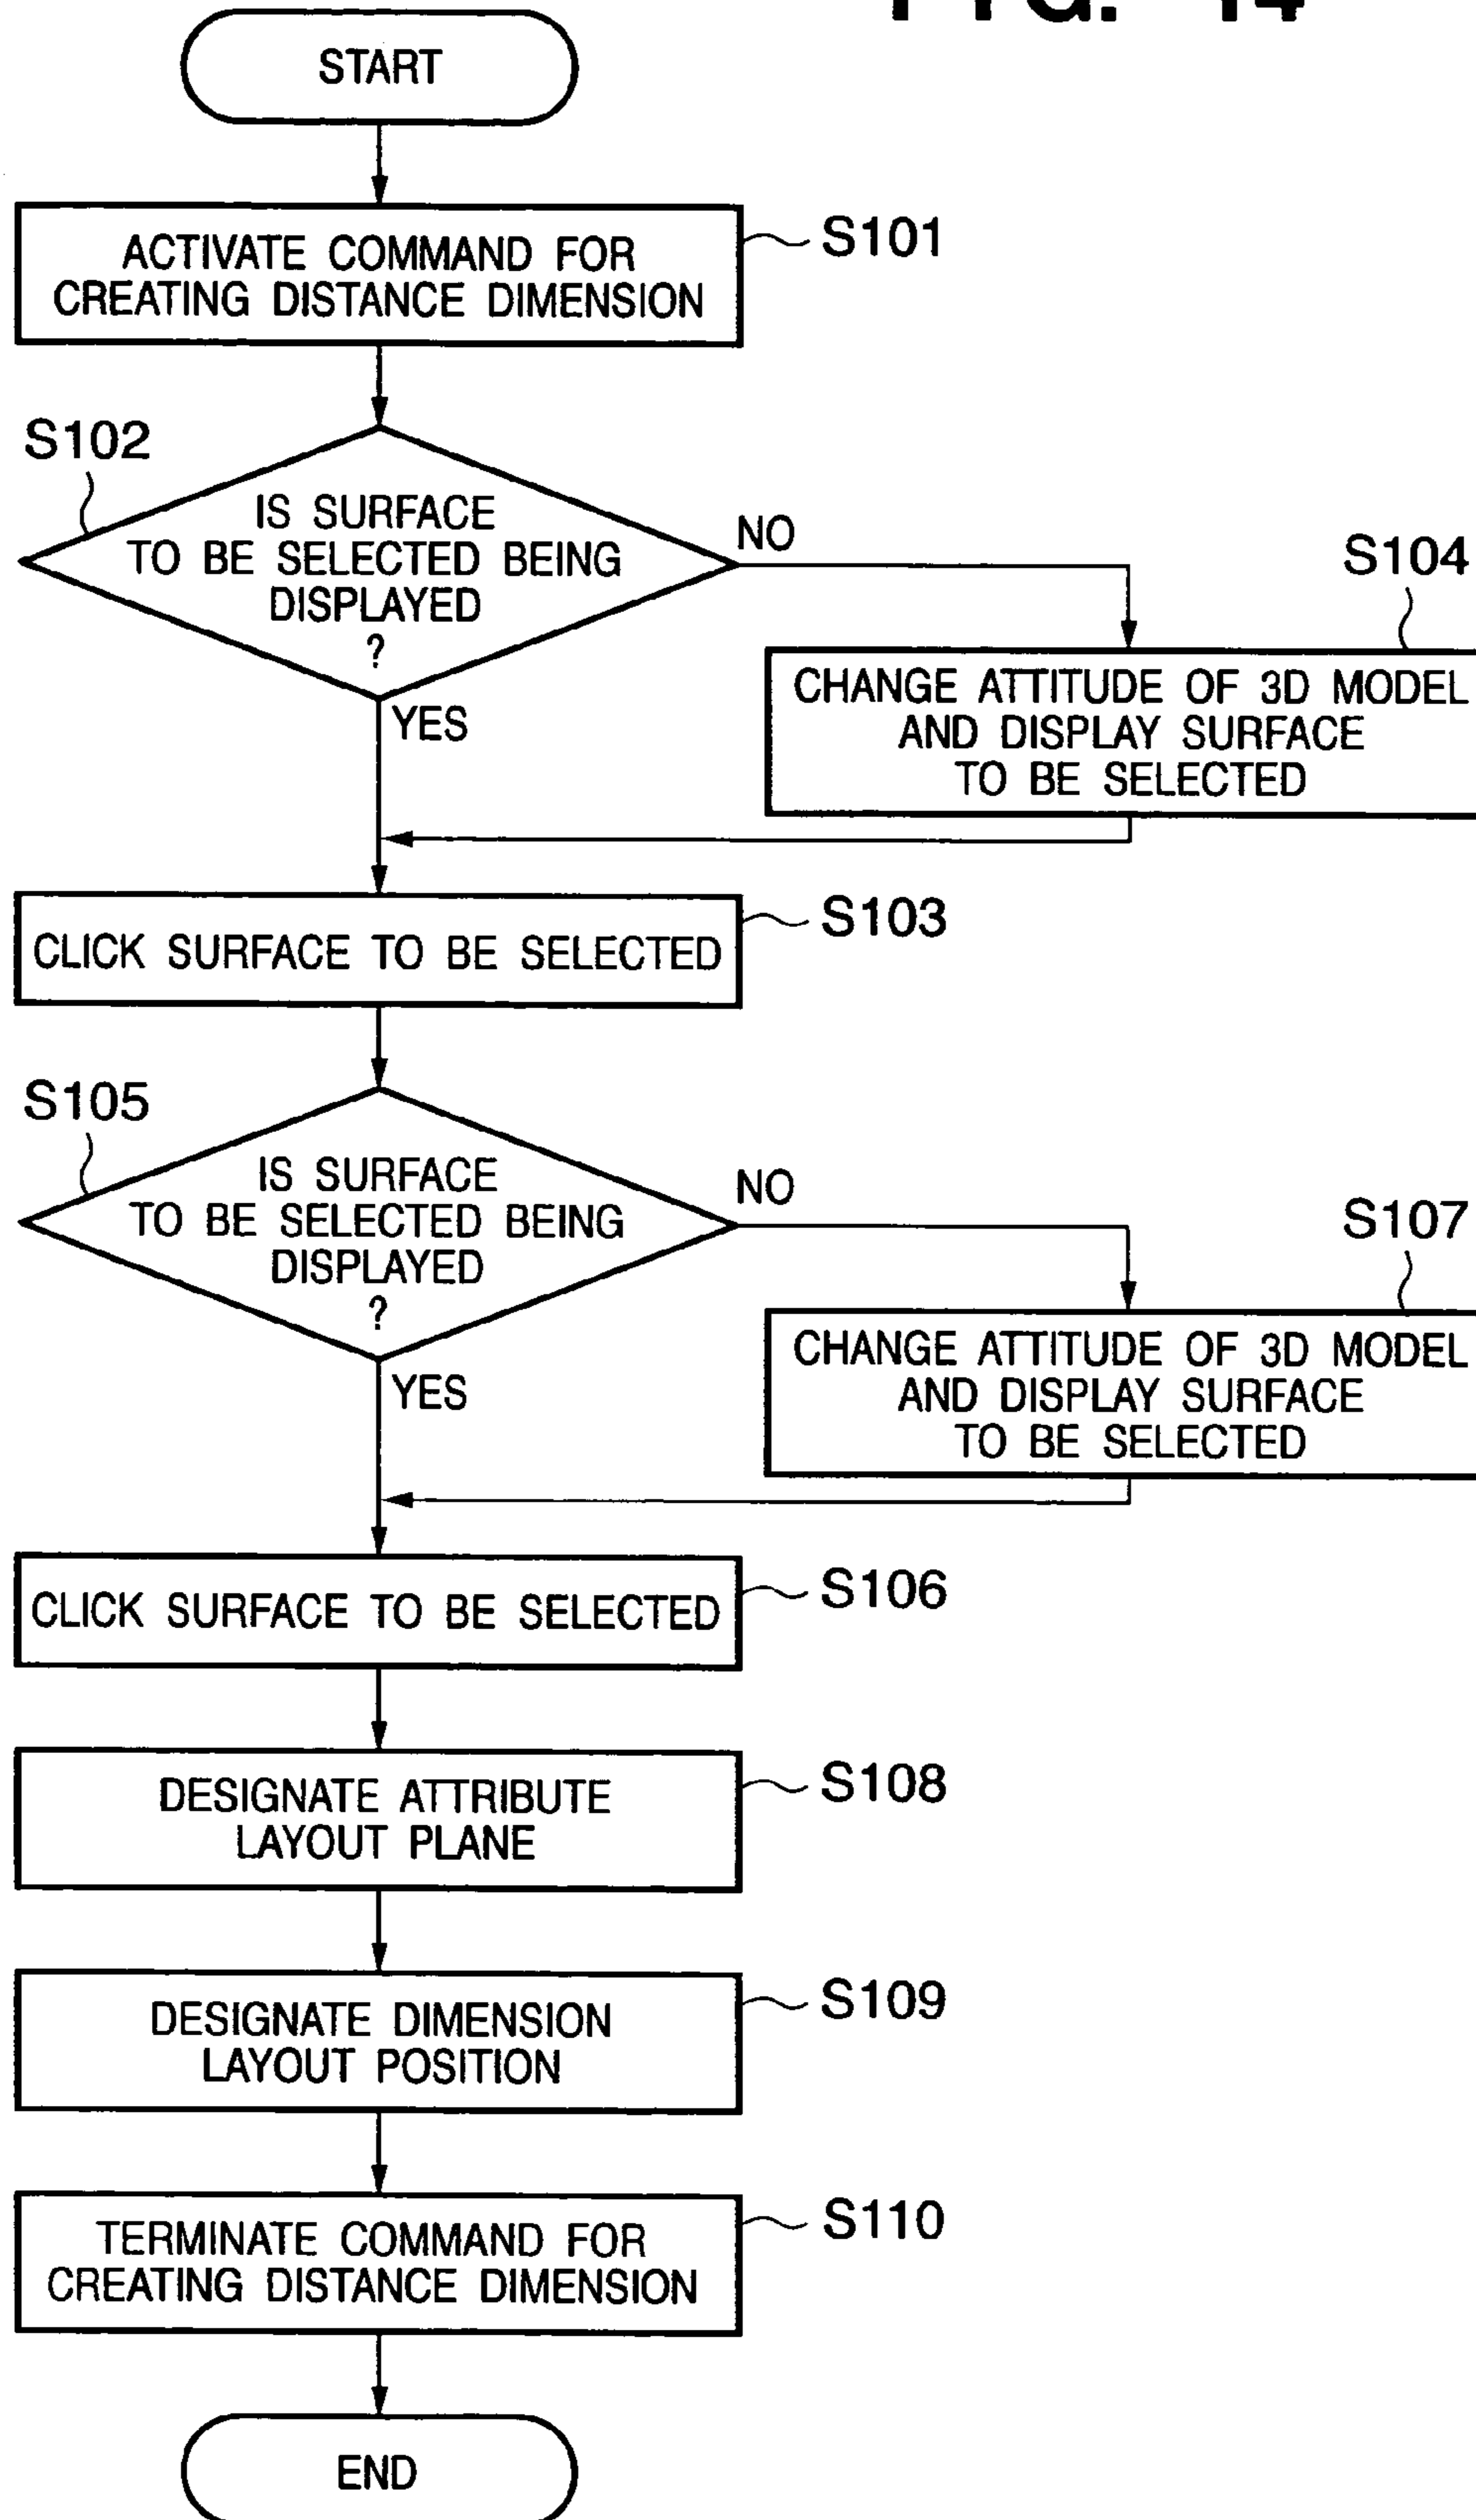 START
ACTIVATE COMMAND FOR
CREATING DISTANCE DIMENSION
S101
S102
IS SURFACE
TO BE SELECTED BEING
DISPLAYED
?
NO
YES
S104
CHANGE ATTITUDE OF 3D MODEL
AND DISPLAY SURFACE
TO BE SELECTED
CLICK SURFACE TO BE SELECTED
S103
S105
IS SURFACE
TO BE SELECTED BEING
DISPLAYED
?
NO
YES
S107
CHANGE ATTITUDE OF 3D MODEL
AND DISPLAY SURFACE
TO BE SELECTED
CLICK SURFACE TO BE SELECTED
S106
DESIGNATE ATTRIBUTE
LAYOUT PLANE
S108
DESIGNATE DIMENSION
LAYOUT POSITION
S109
TERMINATE COMMAND FOR
CREATING DISTANCE DIMENSION
S110
END